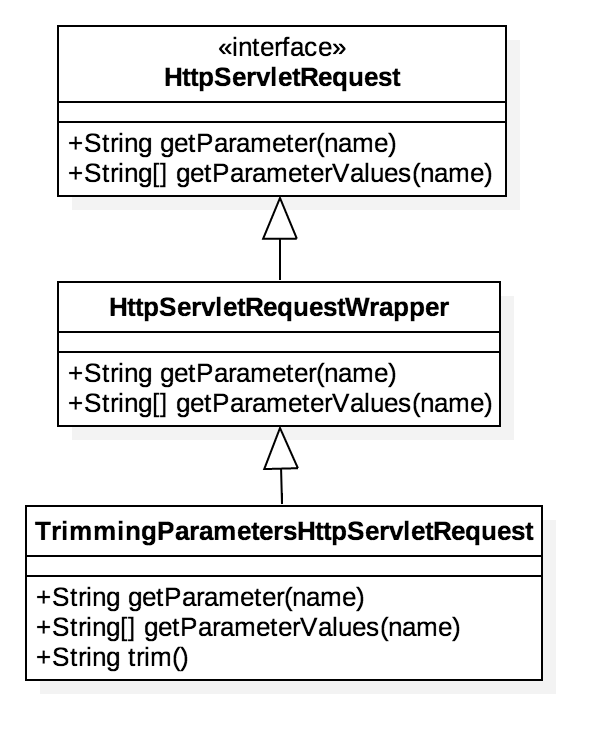 «interface»
HttpServletRequest
+String getParameter(name)
+String[] getParameterValues(name)
HttpServletRequestWrapper
+String getParameter(name)
+String[] getParameterValues(name)
TrimmingParametersHttpServletRequest
+String getParameter(name)
+String[] getParameterValues(name)
+String trim()